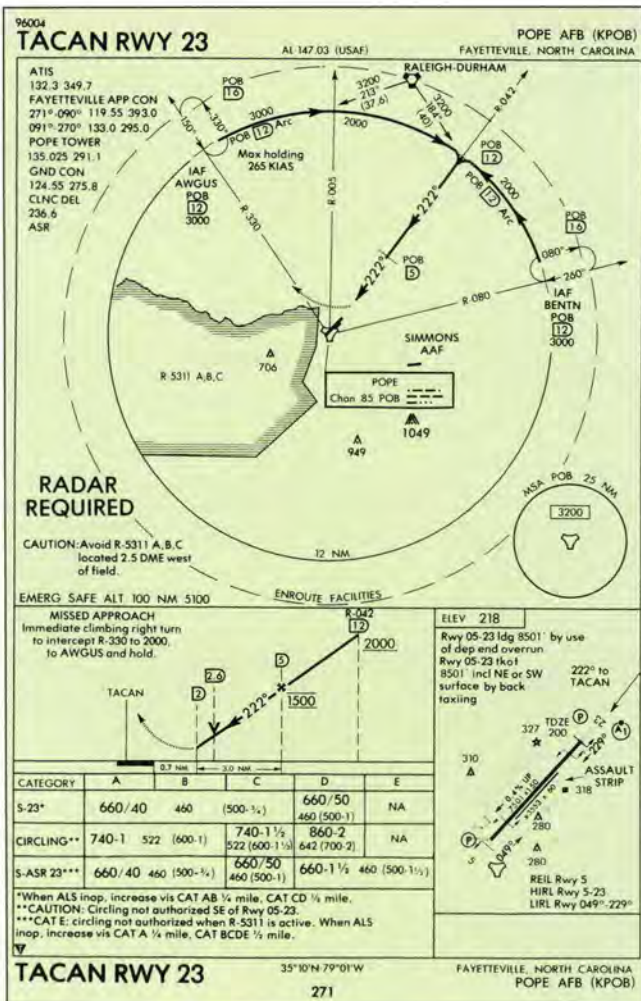 96004
TACAN RWY 23
AL-147.03 (USAF)
POPE AFB (KPOB)
FAYETTEVILLE, NORTH CAROLINA
ATIS
132.3 349.7
FAYETTEVILLE APP CON
271°-090° 119.55 393.0
091°-270° 133.0 295.0
POPE TOWER
135.025 291.1
GND CON
124.55 275.8
CLNC DEL
236.6
ASR
POB
16
RALEIGH-DURHAM
3200
213°
(37.6)
3200
184°
(40)
R-042
330°
150°
3000
POB 12 Arc
2000
Max holding
265 KIAS
IAF
AWGUS
POB
12
3000
R-330
R-005
222°
222°
POB
12
2000
POB 12 Arc
POB
5
POB
16
080°
260°
R-080
IAF
BENTN
POB
12
3000
R 5311 A,B,C
706
SIMMONS
AAF
POPE
Chan 85 POB
1049
949
RADAR
REQUIRED
CAUTION: Avoid R-5311 A,B,C
located 2.5 DME west
of field.
12 NM
MSA POB 25 NM
3200
EMERG SAFE ALT 100 NM 5100
ENROUTE FACILITIES
MISSED APPROACH
Immediate climbing right turn
to intercept R-330 to 2000,
to AWGUS and hold.
R-042
12
2000
5
222°
1500
2.6
2
TACAN
0.7 NM
3.0 NM
CATEGORY A B C D E
S-23* 660/40 460 (500-¾) 660/50 460 (500-1) NA
CIRCLING** 740-1 522 (600-1) 740-1½ 522 (600-1½) 860-2 642 (700-2) NA
S-ASR 23*** 660/40 460 (500-¾) 660/50 460 (500-1) 660-1½ 460 (500-1½)
*When ALS inop, increase vis CAT AB ¼ mile, CAT CD ½ mile.
**CAUTION: Circling not authorized SE of Rwy 05-23.
***CAT E: circling not authorized when R-5311 is active. When ALS
inop, increase vis CAT A ¼ mile, CAT BCDE ½ mile.
ELEV 218
Rwy 05-23 ldg 8501' by use
of dep end overrun
Rwy 05-23 tkot
8501' incl NE or SW
surface by back
taxiing
222° to
TACAN
TDZE
200
P
23
A1
229°
327
310
0.4% UP
ASSAULT
STRIP
318
280
280
P
5
049°
REIL Rwy 5
HIRL Rwy 5-23
LIRL Rwy 049°-229°
TACAN RWY 23
35°10'N-79°01'W
271
FAYETTEVILLE, NORTH CAROLINA
POPE AFB (KPOB)